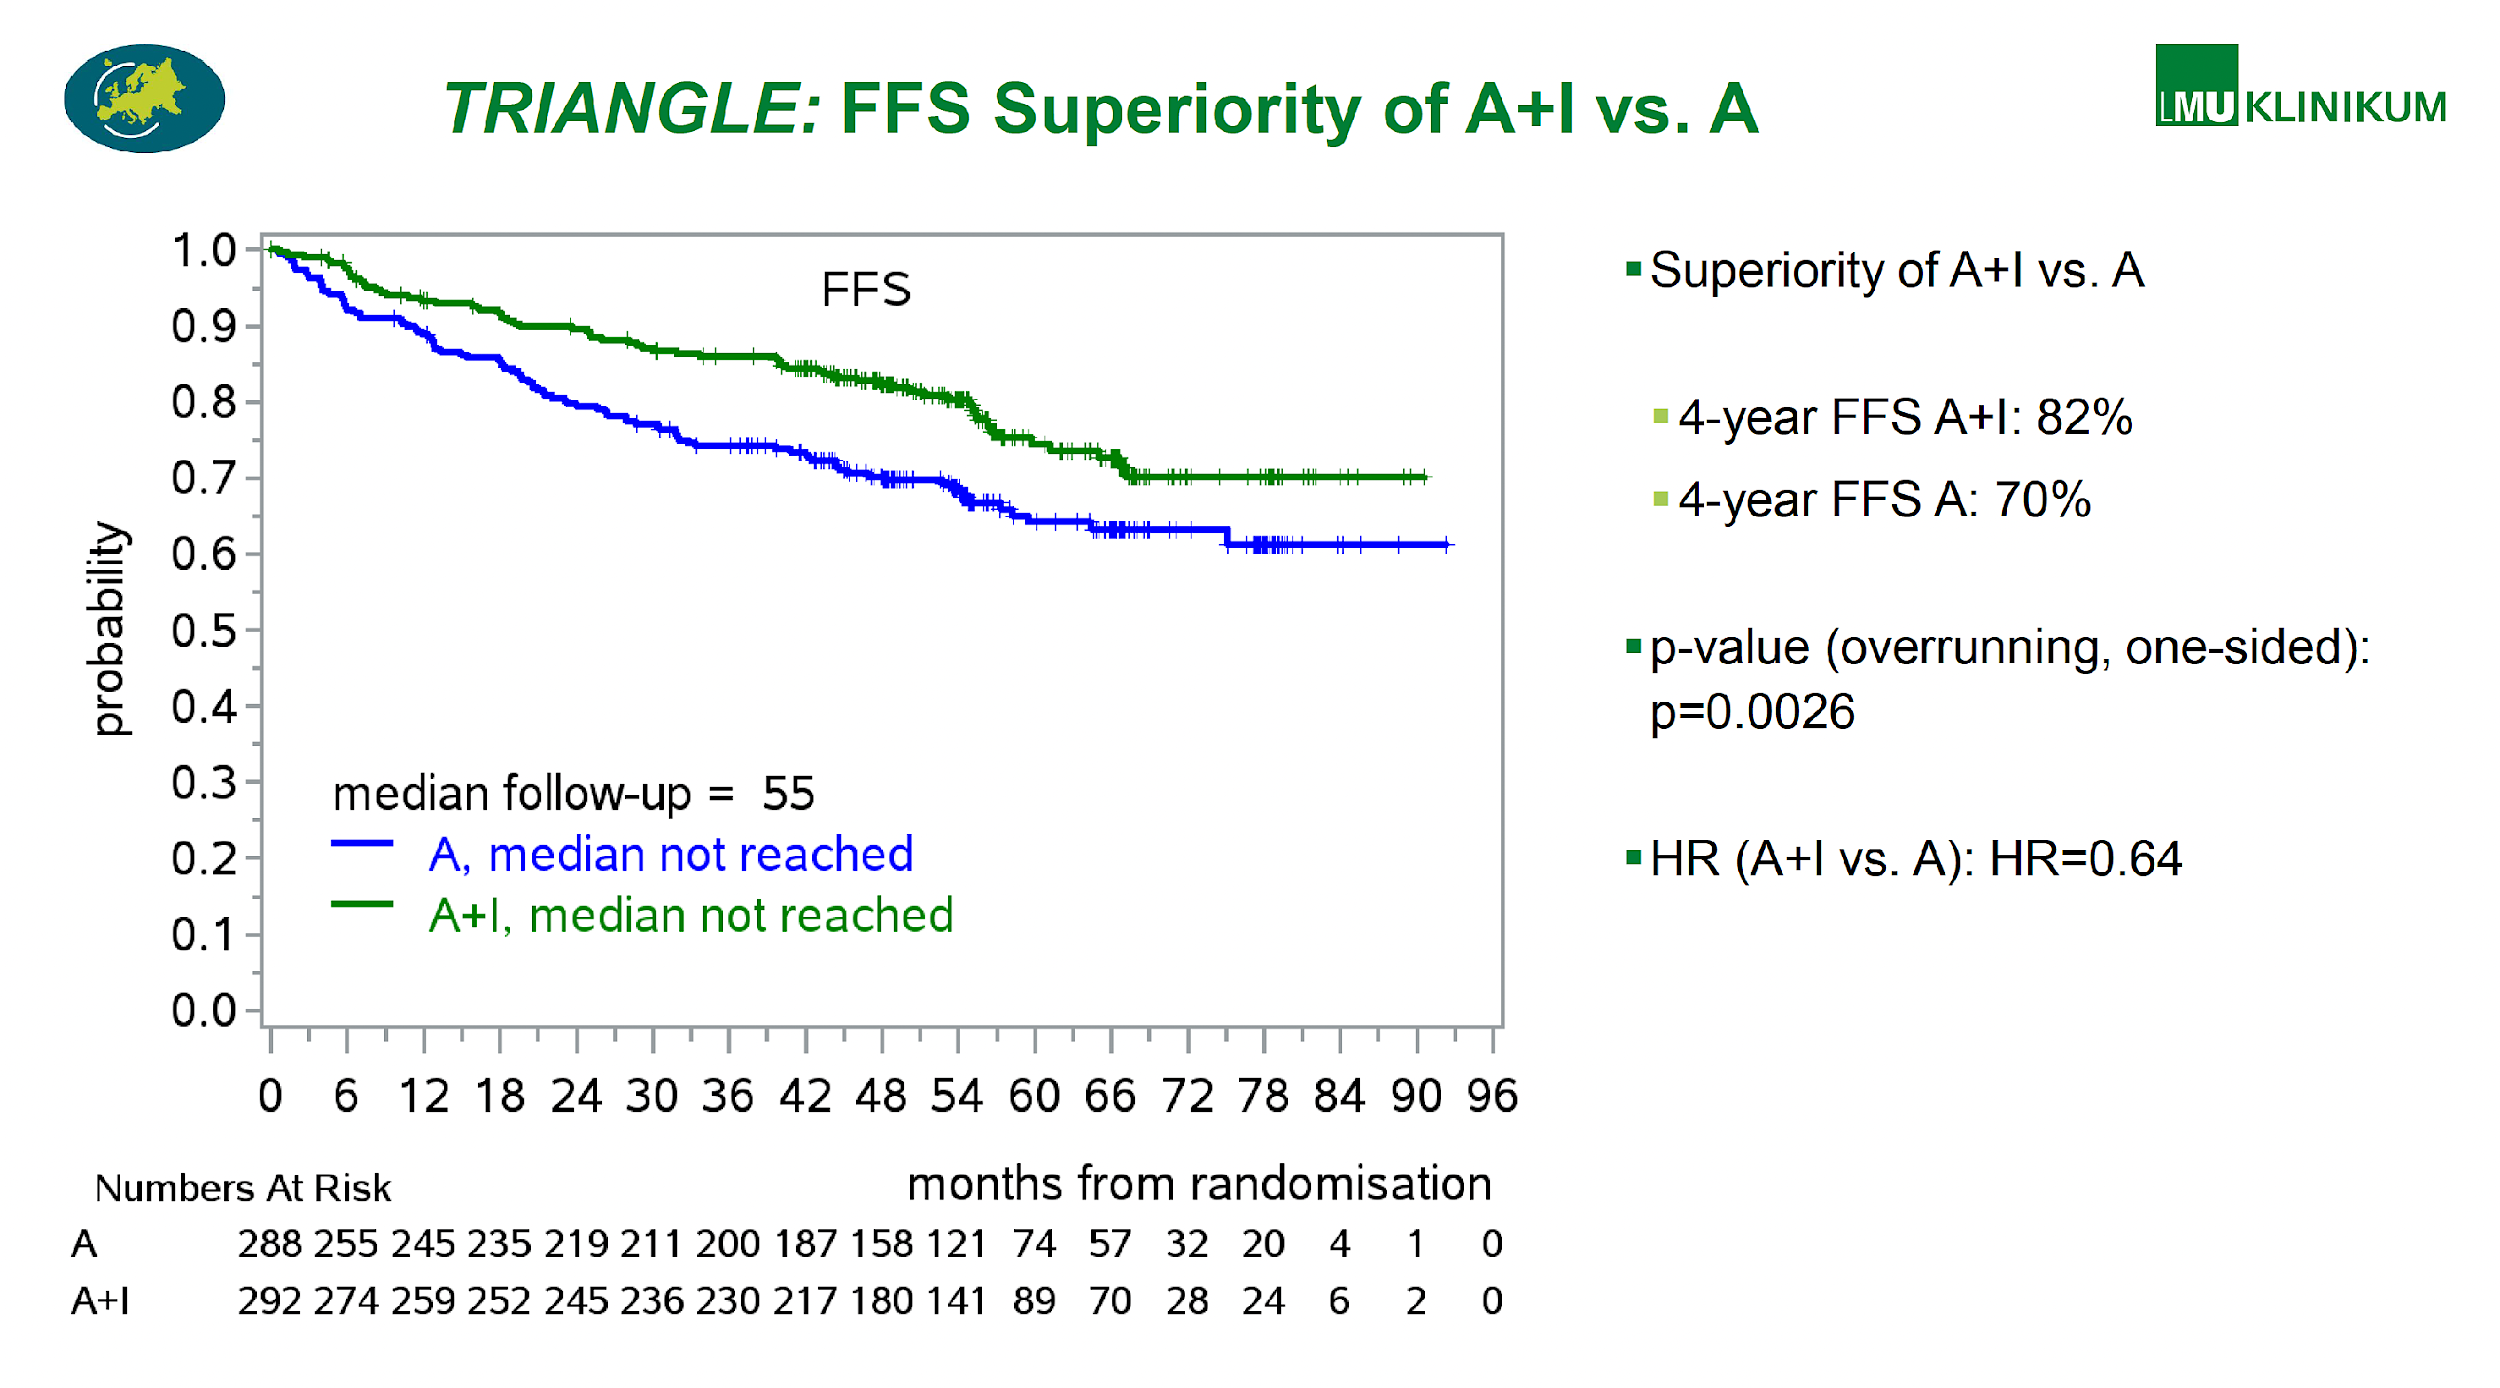 TRIANGLE: FFS Superiority of A+I vs. A
LMU KLINIKUM
FFS
1.0
0.9
0.8
0.7
0.6
0.5
0.4
0.3
0.2
0.1
0.0
probability
median follow-up = 55
A, median not reached
A+I, median not reached
0 6 12 18 24 30 36 42 48 54 60 66 72 78 84 90 96
months from randomisation
Numbers At Risk
A 288 255 245 235 219 211 200 187 158 121 74 57 32 20 4 1 0
A+I 292 274 259 252 245 236 230 217 180 141 89 70 28 24 6 2 0
Superiority of A+I vs. A
4-year FFS A+I: 82%
4-year FFS A: 70%
p-value (overrunning, one-sided):
p=0.0026
HR (A+I vs. A): HR=0.64